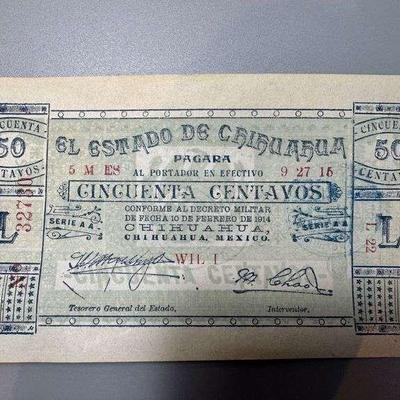 EL ESTADO DE CHIHUAHUA
PAGARA
5 M ES AL PORTADOR EN EFECTIVO 9 27 15
CINCUENTA CENTAVOS
CONFORME AL DECRETO MILITAR
DE FECHA 10 DE FEBRERO DE 1914
SERIE A A CHIHUAHUA, SERIE A A
CHIHUAHUA, MEXICO.
WIL I
CINCUENTA
Tesorero General del Estado. Interventor.
50
CENTAVOS
L
No
CINCUENTA
50
CENTAVOS
L 22